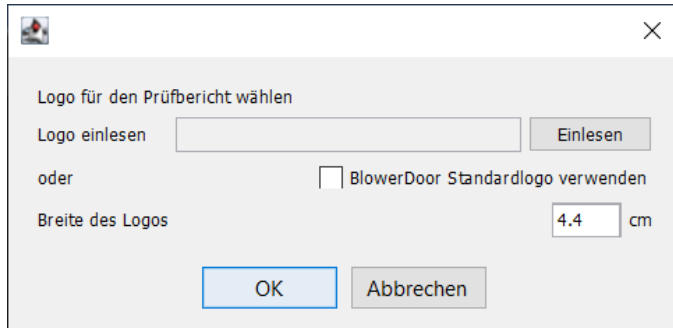 Logo für den Prüfbericht wählen
Logo einlesen Einlesen
oder BlowerDoor Standardlogo verwenden
Breite des Logos 4.4 cm
OK Abbrechen